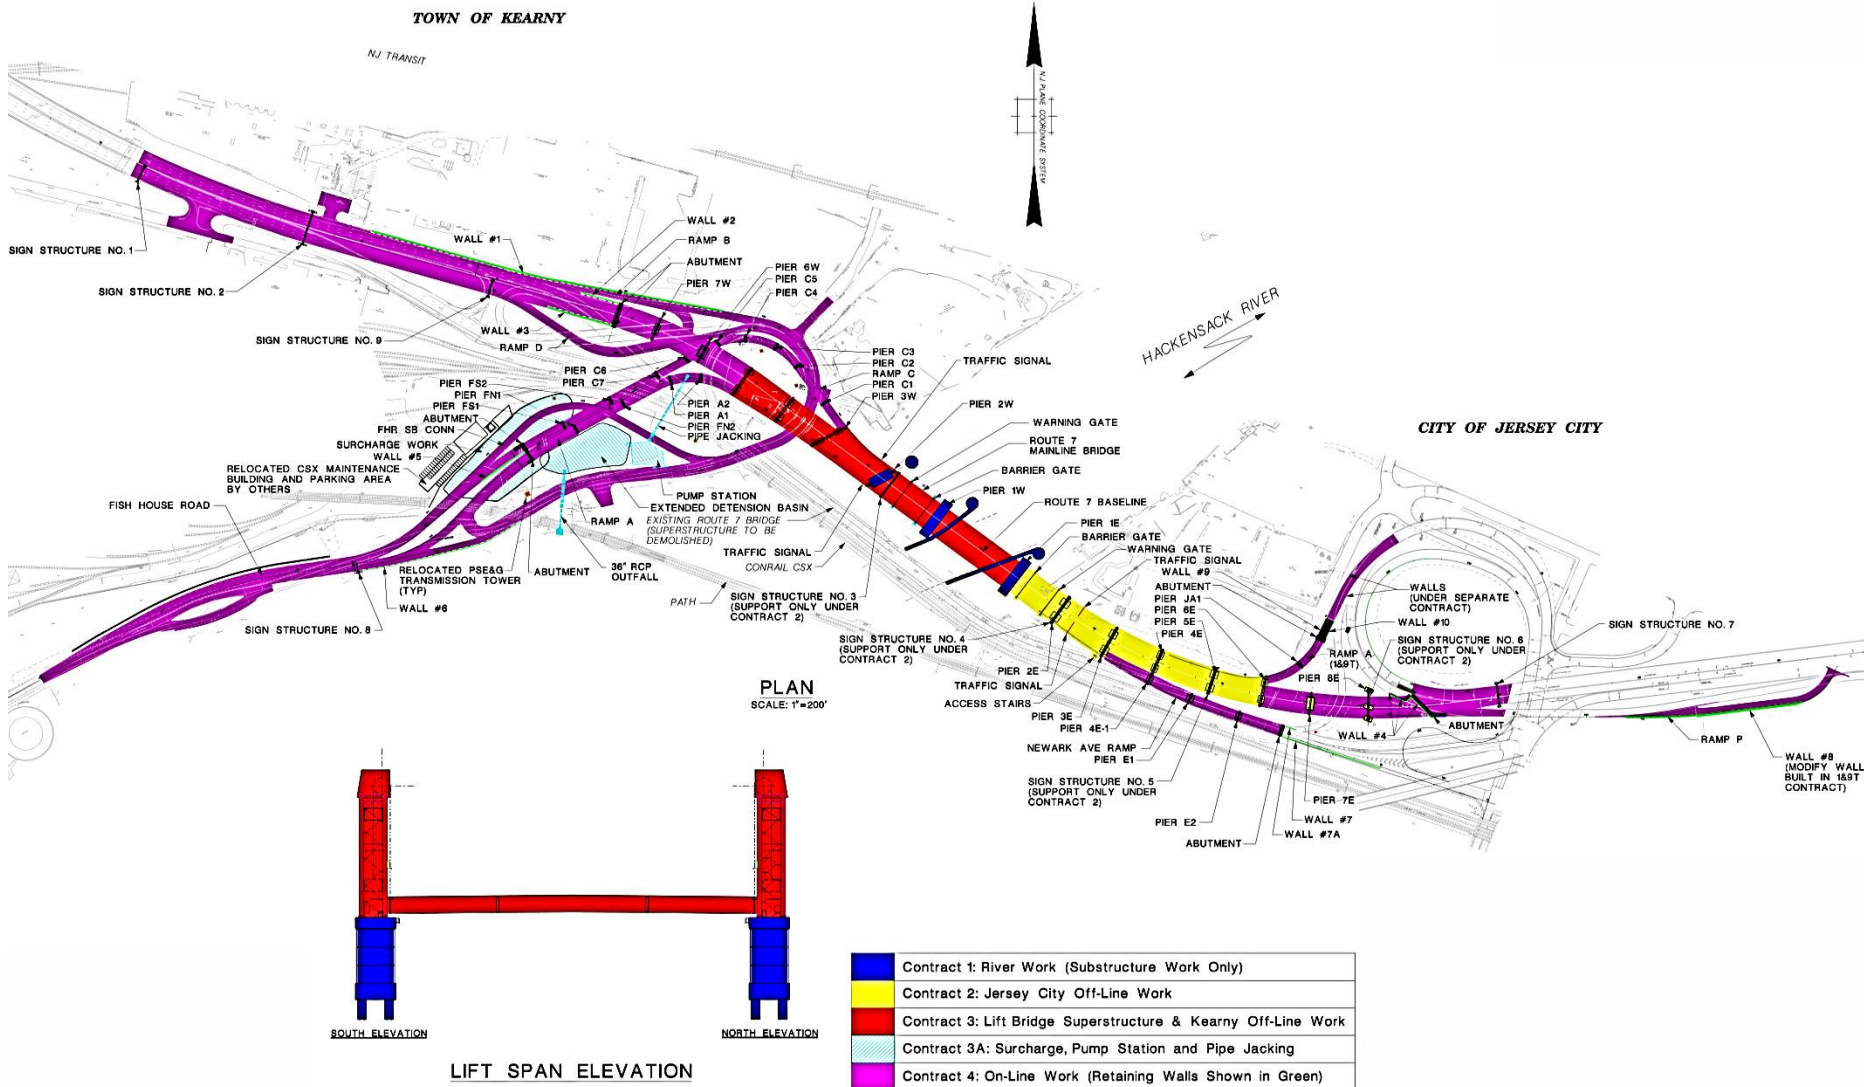 TOWN OF KEARNY
NJ TRANSIT
N.J. PLANE COORDINATE SYSTEM
SIGN STRUCTURE NO. 1
SIGN STRUCTURE NO. 2
WALL #1
WALL #2
RAMP B
ABUTMENT
PIER 7W
PIER 6W
PIER C5
PIER C4
SIGN STRUCTURE NO. 9
WALL #3
RAMP D
HACKENSACK RIVER
PIER C3
PIER C2
RAMP C
PIER C1
PIER 3W
TRAFFIC SIGNAL
PIER 2W
WARNING GATE
ROUTE 7
MAINLINE BRIDGE
BARRIER GATE
PIER 1W
ROUTE 7 BASELINE
PIER 1E
BARRIER GATE
WARNING GATE
TRAFFIC SIGNAL
WALL #9
ABUTMENT
PIER JA1
PIER 6E
PIER 5E
PIER 4E
CITY OF JERSEY CITY
PIER C6
PIER C7
PIER FS2
PIER FN1
PIER FS1
ABUTMENT
FHR SB CONN
SURCHARGE WORK
WALL #5
RELOCATED CSX MAINTENANCE
BUILDING AND PARKING AREA
BY OTHERS
FISH HOUSE ROAD
PIER A2
PIER A1
PIER FN2
PIPE JACKING
PUMP STATION
EXTENDED DETENSION BASIN
RAMP A
EXISTING ROUTE 7 BRIDGE
(SUPERSTRUCTURE TO BE
DEMOLISHED)
TRAFFIC SIGNAL
CONRAIL CSX
RELOCATED PSE&G
TRANSMISSION TOWER
(TYP)
ABUTMENT
36" RCP
OUTFALL
PATH
WALL #6
SIGN STRUCTURE NO. 8
SIGN STRUCTURE NO. 3
(SUPPORT ONLY UNDER
CONTRACT 2)
SIGN STRUCTURE NO. 4
(SUPPORT ONLY UNDER
CONTRACT 2)
PIER 2E
TRAFFIC SIGNAL
ACCESS STAIRS
PIER 3E
PIER 4E-1
NEWARK AVE RAMP
PIER E1
SIGN STRUCTURE NO. 5
(SUPPORT ONLY UNDER
CONTRACT 2)
PIER E2
ABUTMENT
WALL #7A
WALL #7
PIER 7E
WALL #4
ABUTMENT
WALLS
(UNDER SEPARATE
CONTRACT)
WALL #10
RAMP A
(1&9T)
PIER 8E
SIGN STRUCTURE NO. 6
(SUPPORT ONLY UNDER
CONTRACT 2)
SIGN STRUCTURE NO. 7
RAMP P
WALL #8
(MODIFY WALL
BUILT IN 1&9T
CONTRACT)
PLAN
SCALE: 1"=200'
SOUTH ELEVATION
NORTH ELEVATION
LIFT SPAN ELEVATION
Contract 1: River Work (Substructure Work Only)
Contract 2: Jersey City Off-Line Work
Contract 3: Lift Bridge Superstructure & Kearny Off-Line Work
Contract 3A: Surcharge, Pump Station and Pipe Jacking
Contract 4: On-Line Work (Retaining Walls Shown in Green)